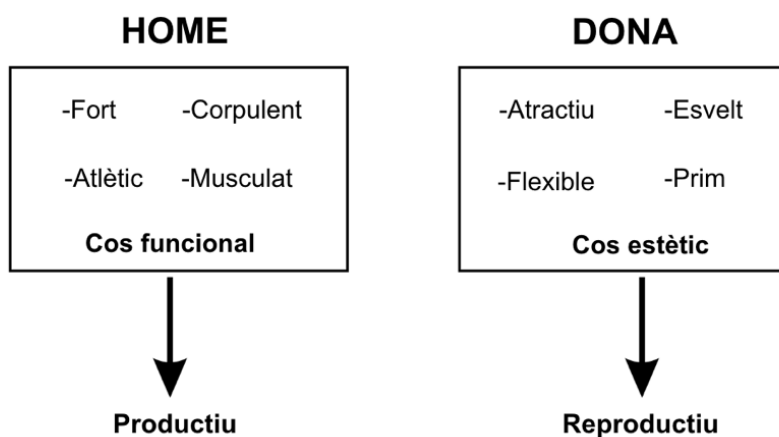 HOME
-Fort -Corpulent
-Atlètic -Musculat
Cos funcional
Productiu
DONA
-Atractiu -Esvelt
-Flexible -Prim
Cos estètic
Reproductiu